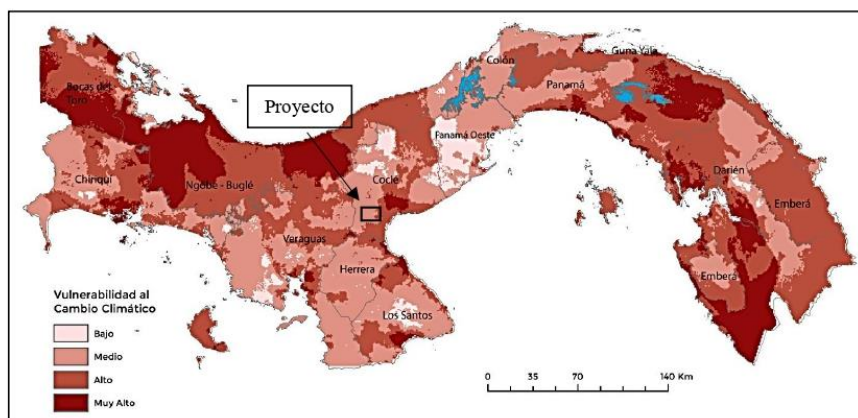 Guna Yala
Colón
Bocas del
Toro
Panamá
Proyecto
Panamá Oeste
Darién
Chiriquí
Ngöbe - Buglé
Coclé
Emberá
Veraguas
Herrera
Emberá
Los Santos
Vulnerabilidad al
Cambio Climático
Bajo
Medio
Alto
Muy Alto
0 35 70 140 Km